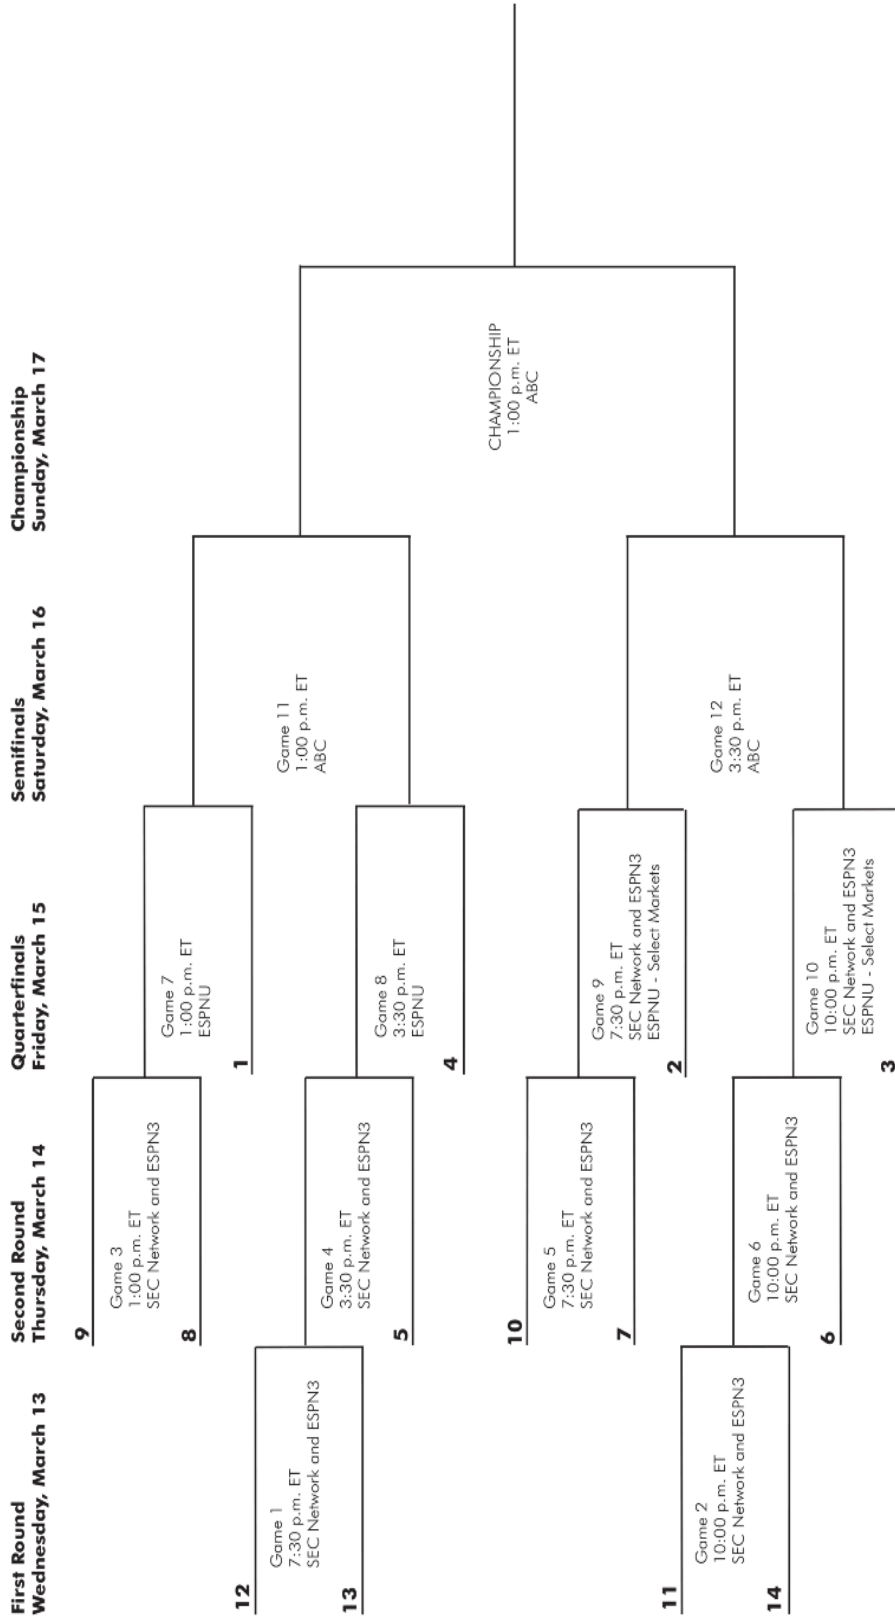 First Round
Wednesday, March 13
Second Round
Thursday, March 14
Quarterfinals
Friday, March 15
Semifinals
Saturday, March 16
Championship
Sunday, March 17
12
Game 1
7:30 p.m. ET
SEC Network and ESPN3
13
11
Game 2
10:00 p.m. ET
SEC Network and ESPN3
14
9
Game 3
1:00 p.m. ET
SEC Network and ESPN3
8
Game 4
3:30 p.m. ET
SEC Network and ESPN3
5
10
Game 5
7:30 p.m. ET
SEC Network and ESPN3
7
Game 6
10:00 p.m. ET
SEC Network and ESPN3
6
Game 7
1:00 p.m. ET
ESPNU
1
Game 8
3:30 p.m. ET
ESPNU
4
Game 9
7:30 p.m. ET
SEC Network and ESPN3
ESPNU - Select Markets
2
Game 10
10:00 p.m. ET
SEC Network and ESPN3
ESPNU - Select Markets
3
Game 11
1:00 p.m. ET
ABC
Game 12
3:30 p.m. ET
ABC
CHAMPIONSHIP
1:00 p.m. ET
ABC